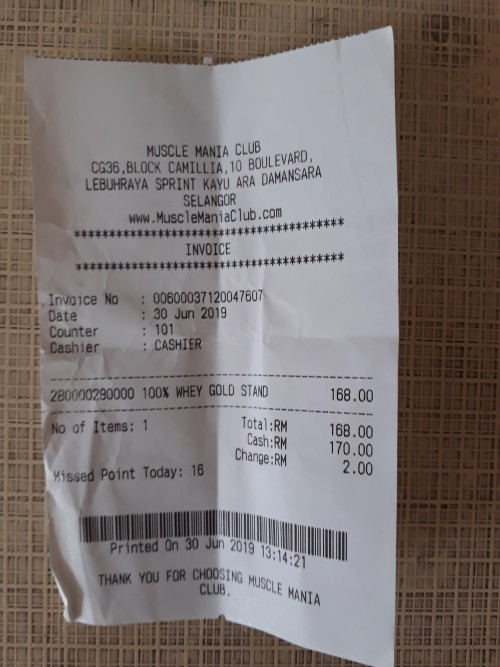 MUSCLE MANIA CLUB
CG36,BLOCK CAMILLIA,10 BOULEVARD,
LEBUHRAYA SPRINT KAYU ARA DAMANSARA
SELANGOR
www.MuscleManiaClub.com
****************************************
INVOICE
****************************************
Invoice No : 00600037120047607
Date : 30 Jun 2019
Counter : 101
Cashier : CASHIER
------------------------------------------------
280000290000 100% WHEY GOLD STAND 168.00
------------------------------------------------
No of Items: 1 Total:RM 168.00
Cash:RM 170.00
Change:RM 2.00
Missed Point Today: 16
Printed On 30 Jun 2019 13:14:21
THANK YOU FOR CHOOSING MUSCLE MANIA
CLUB.